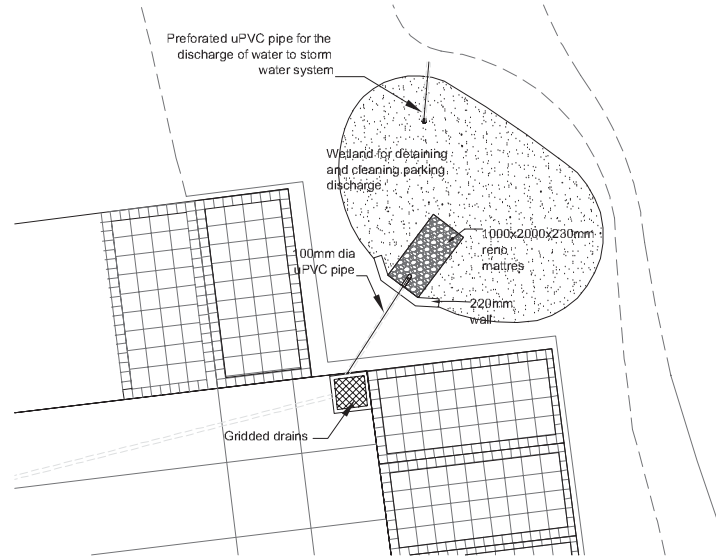 Preforated uPVC pipe for the
discharge of water to storm
water system
Wetland for detaining
and cleaning parking
discharge
1000x2000x230mm
reno
mattres
100mm dia
uPVC pipe
220mm
wall
Gridded drains